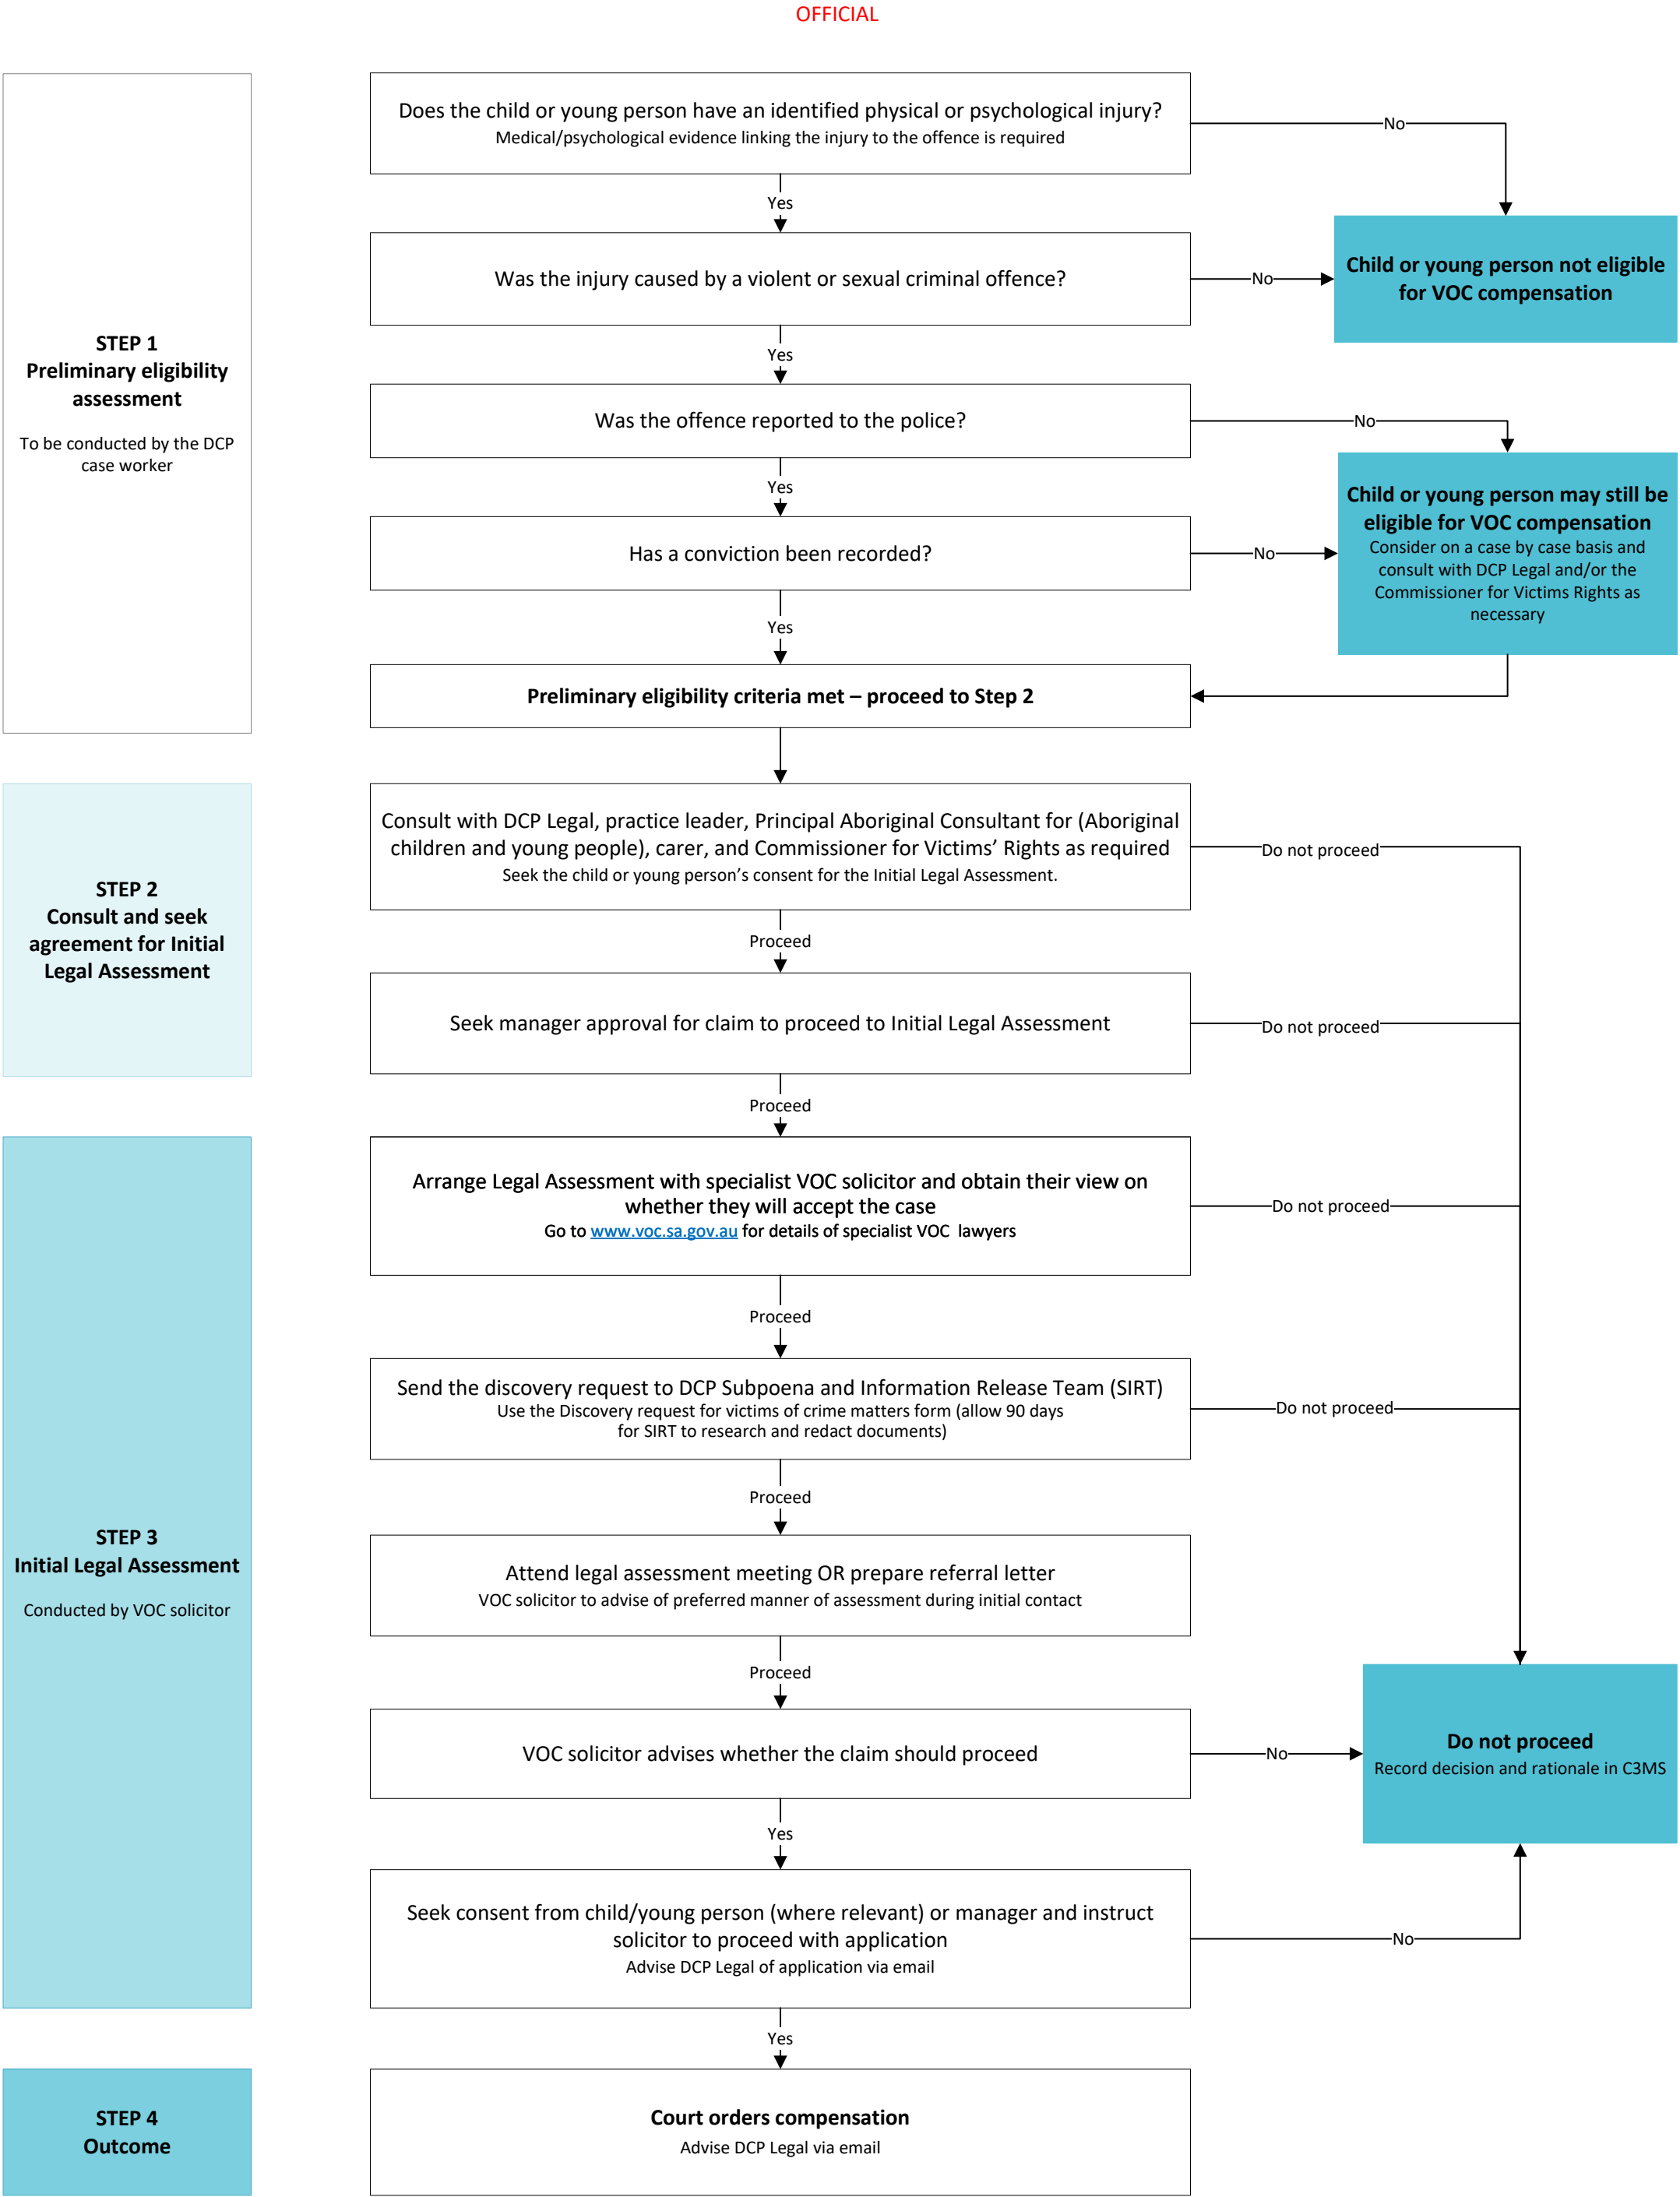 OFFICIAL
STEP 1
Preliminary eligibility
assessment
To be conducted by the DCP
case worker
Does the child or young person have an identified physical or psychological injury?
Medical/psychological evidence linking the injury to the offence is required
No
Yes
Was the injury caused by a violent or sexual criminal offence?
No
Child or young person not eligible
for VOC compensation
Yes
Was the offence reported to the police?
No
Yes
Child or young person may still be
eligible for VOC compensation
Consider on a case by case basis and
consult with DCP Legal and/or the
Commissioner for Victims Rights as
necessary
Has a conviction been recorded?
No
Yes
Preliminary eligibility criteria met – proceed to Step 2
STEP 2
Consult and seek
agreement for Initial
Legal Assessment
Consult with DCP Legal, practice leader, Principal Aboriginal Consultant for (Aboriginal
children and young people), carer, and Commissioner for Victims’ Rights as required
Seek the child or young person’s consent for the Initial Legal Assessment.
Do not proceed
Proceed
Seek manager approval for claim to proceed to Initial Legal Assessment
Do not proceed
Proceed
STEP 3
Initial Legal Assessment
Conducted by VOC solicitor
Arrange Legal Assessment with specialist VOC solicitor and obtain their view on
whether they will accept the case
Go to www.voc.sa.gov.au for details of specialist VOC lawyers
Do not proceed
Proceed
Send the discovery request to DCP Subpoena and Information Release Team (SIRT)
Use the Discovery request for victims of crime matters form (allow 90 days
for SIRT to research and redact documents)
Do not proceed
Proceed
Attend legal assessment meeting OR prepare referral letter
VOC solicitor to advise of preferred manner of assessment during initial contact
Proceed
VOC solicitor advises whether the claim should proceed
No
Do not proceed
Record decision and rationale in C3MS
Yes
Seek consent from child/young person (where relevant) or manager and instruct
solicitor to proceed with application
Advise DCP Legal of application via email
No
Yes
STEP 4
Outcome
Court orders compensation
Advise DCP Legal via email